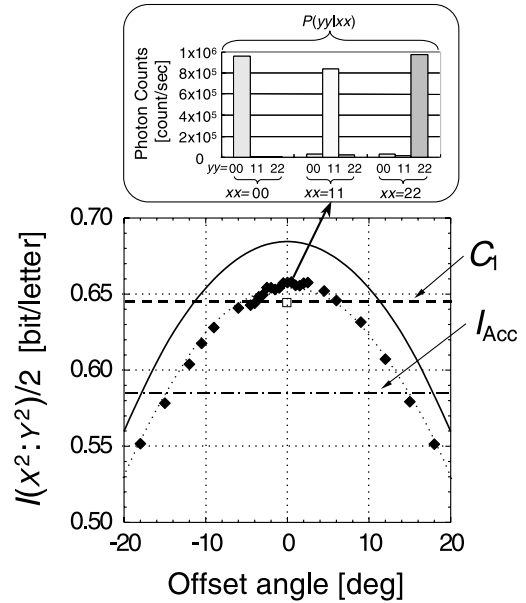 P(yy|xx)
Photon Counts
[count/sec]
1x10⁶
8x10⁵
6x10⁵
4x10⁵
2x10⁵
0
yy= 00 11 22 00 11 22 00 11 22
xx=00 xx=11 xx=22
I(X²:Y²)/2 [bit/letter]
0.70
0.65
0.60
0.55
0.50
C₁
I_Acc
-20 -10 0 10 20
Offset angle [deg]